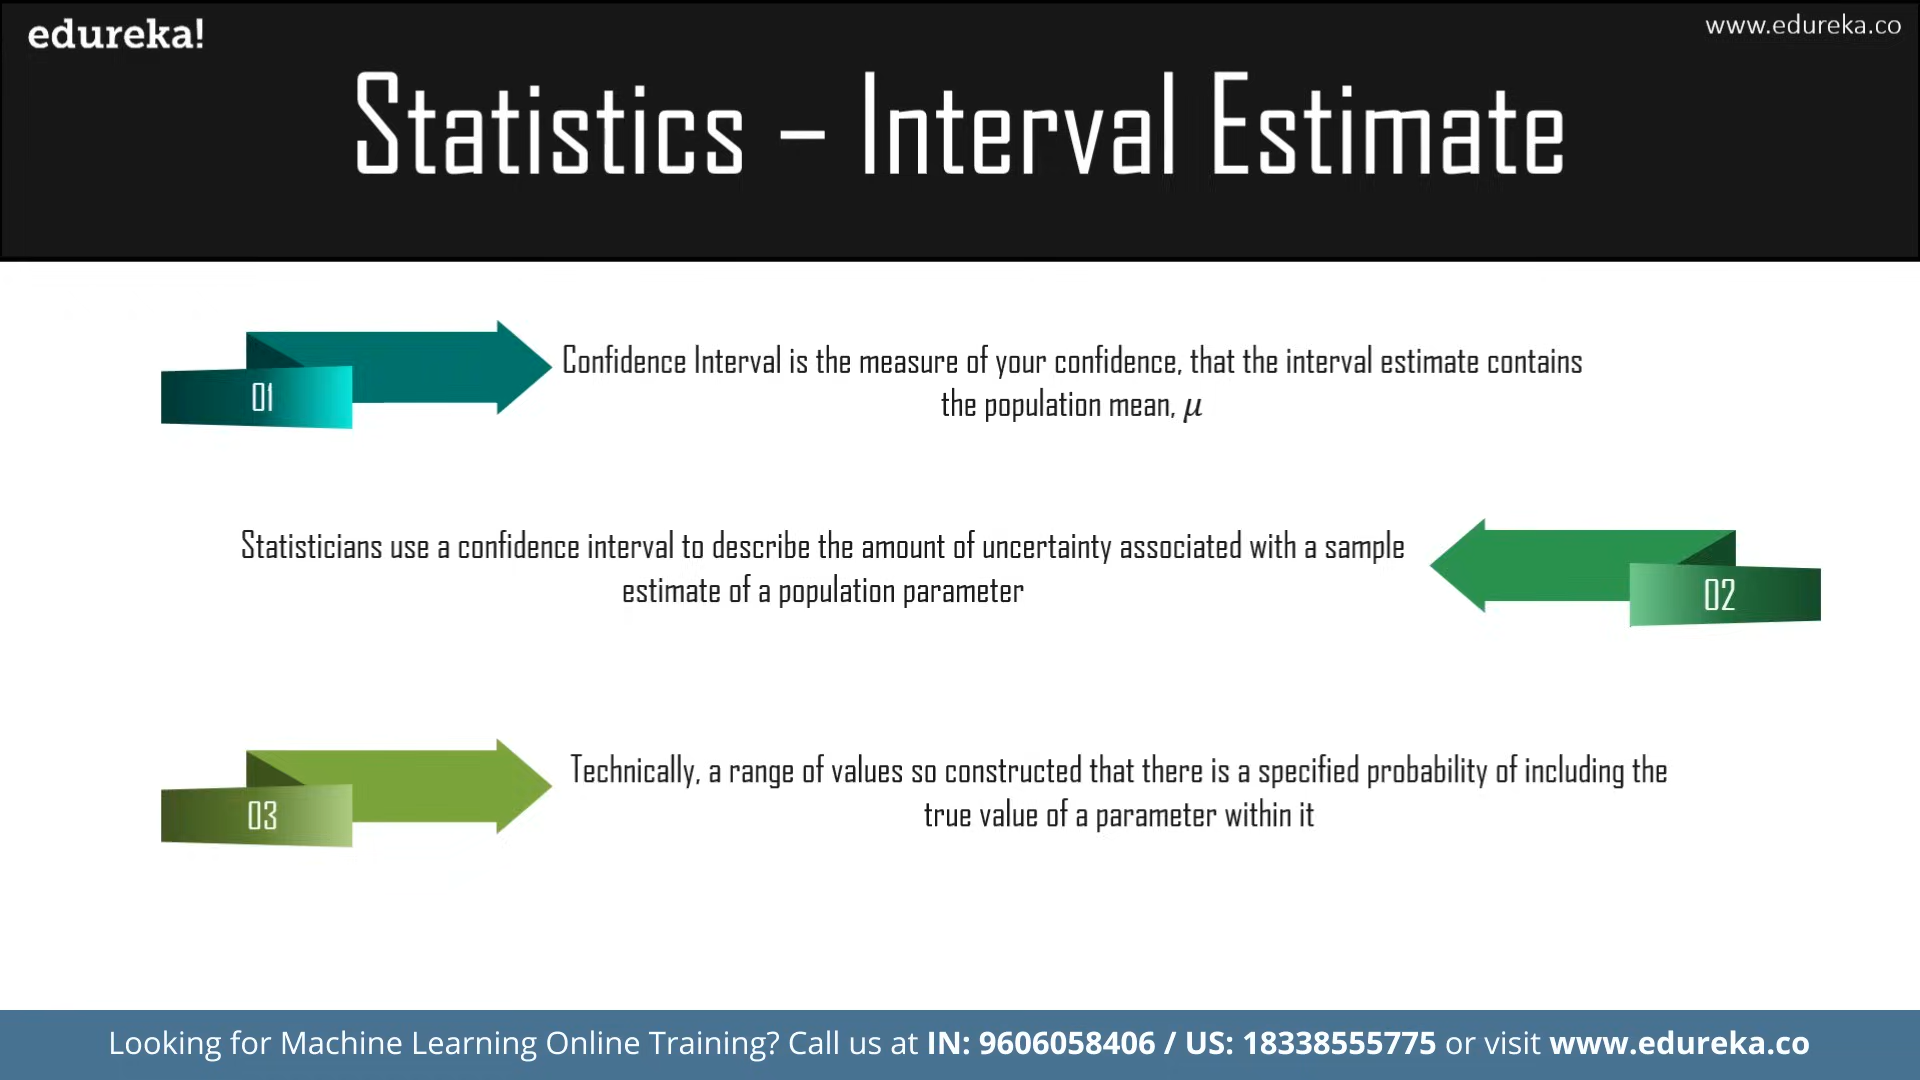 edureka!
www.edureka.co
Statistics – Interval Estimate
01
Confidence Interval is the measure of your confidence, that the interval estimate contains
the population mean, μ
Statisticians use a confidence interval to describe the amount of uncertainty associated with a sample
estimate of a population parameter
02
03
Technically, a range of values so constructed that there is a specified probability of including the
true value of a parameter within it
Looking for Machine Learning Online Training? Call us at IN: 9606058406 / US: 18338555775 or visit www.edureka.co